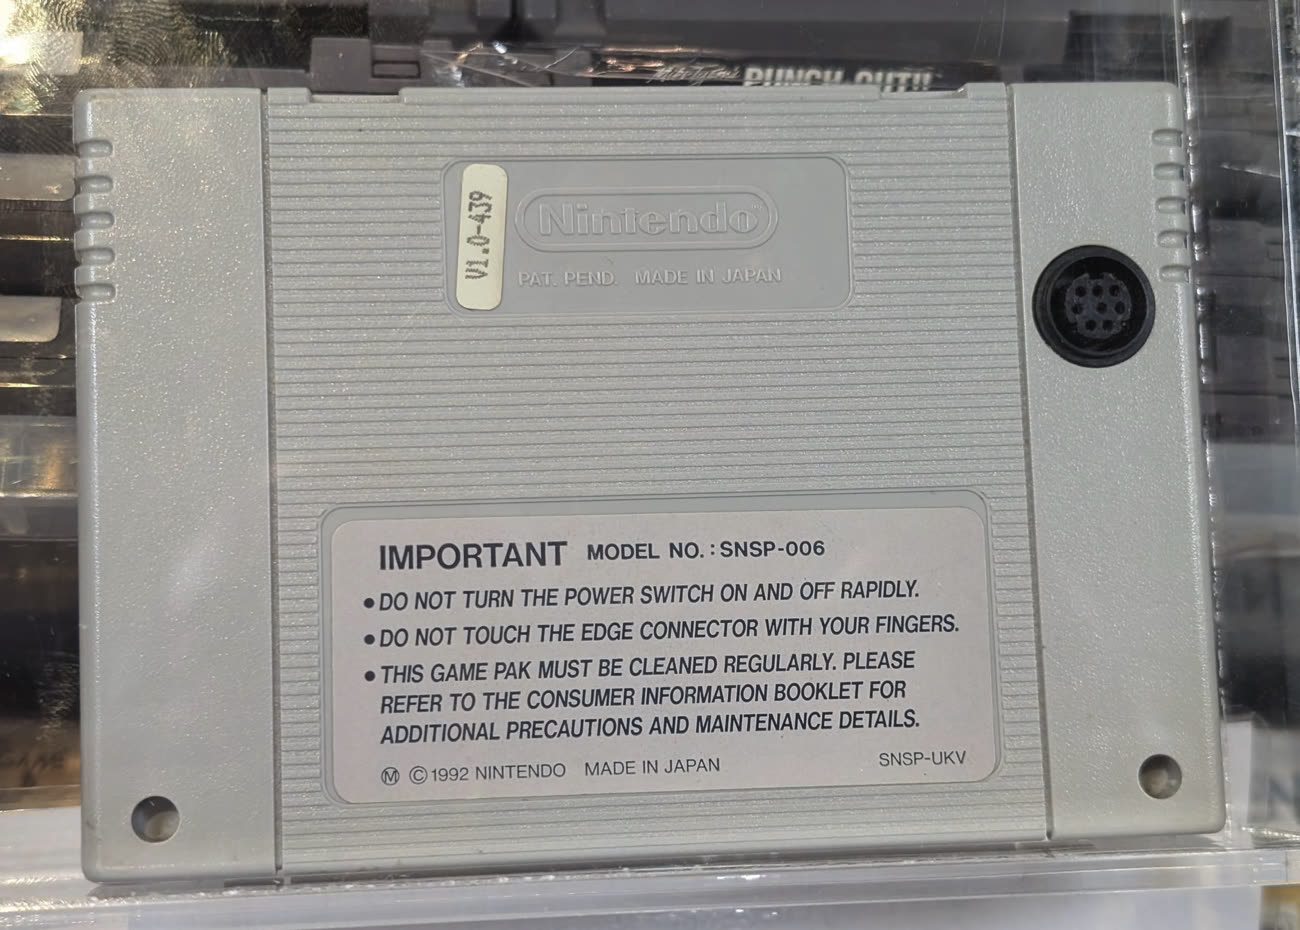 PUNCH-OUT!!
V1.0-439
Nintendo
PAT. PEND. MADE IN JAPAN
IMPORTANT MODEL NO.: SNSP-006
● DO NOT TURN THE POWER SWITCH ON AND OFF RAPIDLY.
● DO NOT TOUCH THE EDGE CONNECTOR WITH YOUR FINGERS.
● THIS GAME PAK MUST BE CLEANED REGULARLY. PLEASE
REFER TO THE CONSUMER INFORMATION BOOKLET FOR
ADDITIONAL PRECAUTIONS AND MAINTENANCE DETAILS.
Ⓜ ©1992 NINTENDO MADE IN JAPAN SNSP-UKV
GAME